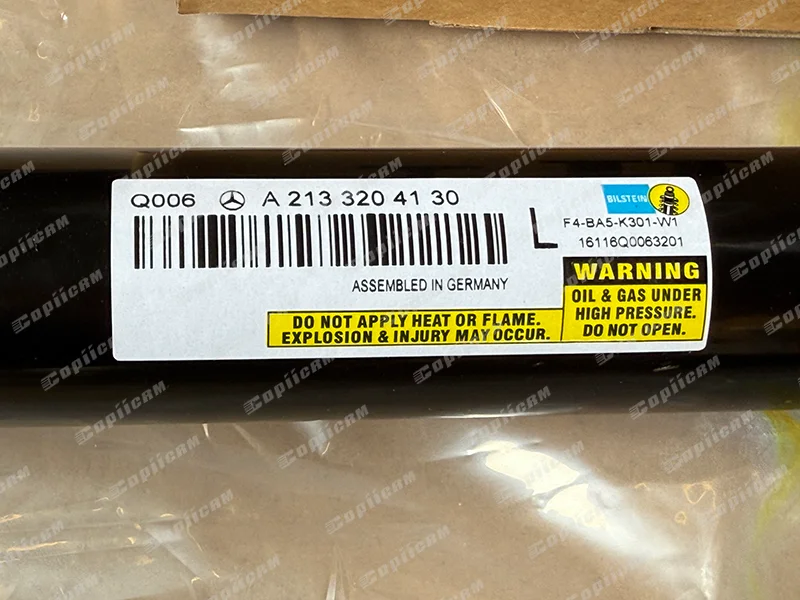 Q006 A 213 320 41 30
L
BILSTEIN
F4-BA5-K301-W1
16116Q0063201
ASSEMBLED IN GERMANY
WARNING
OIL & GAS UNDER
HIGH PRESSURE.
DO NOT OPEN.
DO NOT APPLY HEAT OR FLAME.
EXPLOSION & INJURY MAY OCCUR.
Copiicam